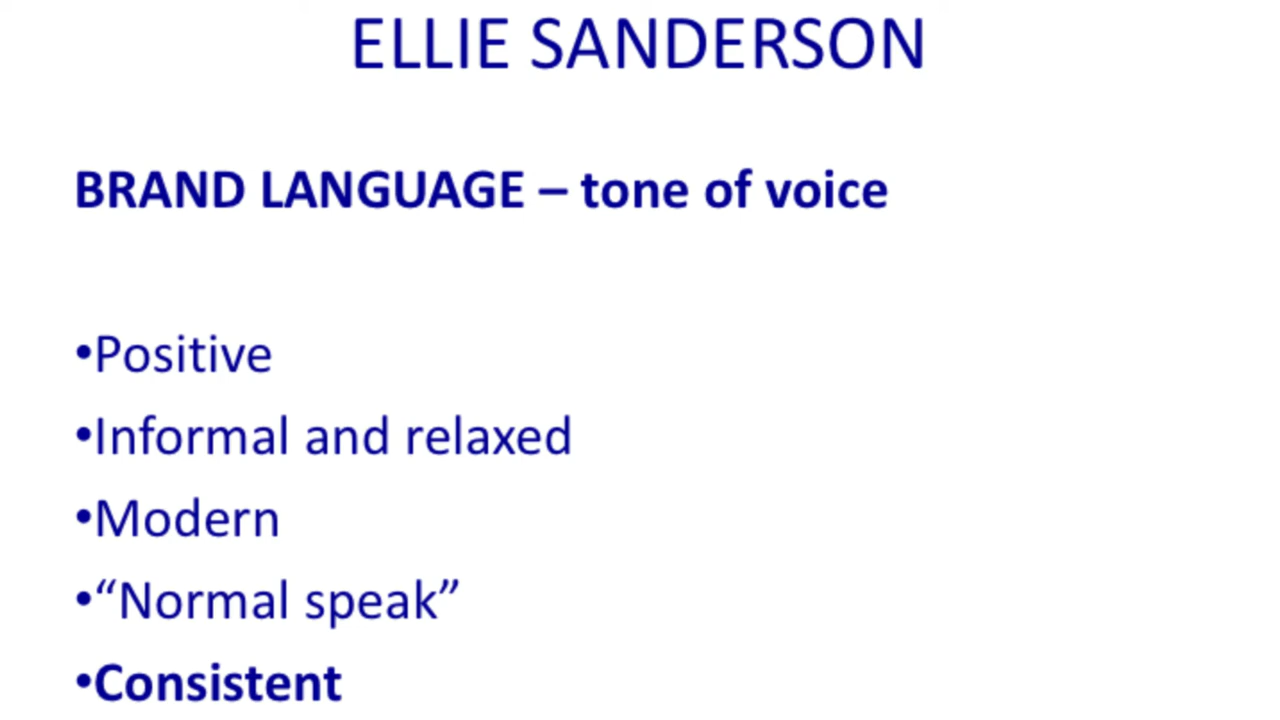 ELLIE SANDERSON
BRAND LANGUAGE – tone of voice
•Positive
•Informal and relaxed
•Modern
•“Normal speak”
•Consistent